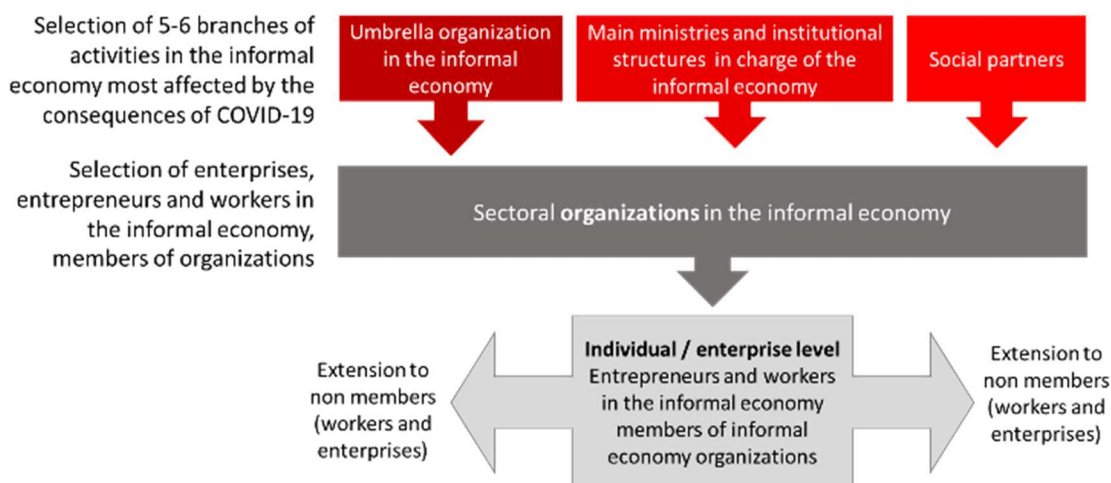 Selection of 5-6 branches of
activities in the informal
economy most affected by the
consequences of COVID-19
Umbrella organization
in the informal
economy
Main ministries and institutional
structures in charge of the
informal economy
Social partners
Selection of enterprises,
entrepreneurs and workers in
the informal economy,
members of organizations
Sectoral organizations in the informal economy
Extension to
non members
(workers and
enterprises)
Individual / enterprise level
Entrepreneurs and workers
in the informal economy
members of informal
economy organizations
Extension to
non members
(workers and
enterprises)